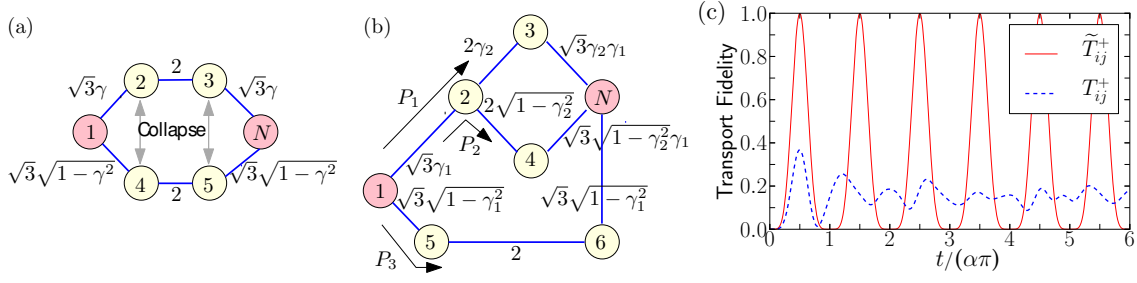 (a)
√3γ
2
2
3
√3γ
1
Collapse
N
√3√1−γ²
4
2
5
√3√1−γ²
(b)
2γ₂
3
√3γ₂γ₁
P₁
2
2√1−γ₂²
N
P₂
4
√3√1−γ₂²γ₁
√3γ₁
1
√3√1−γ₁²
√3√1−γ₁²
P₃
5
2
6
(c)
Transport Fidelity
1.0
0.8
0.6
0.4
0.2
0.0
0 1 2 3 4 5 6
t/(απ)
T̃⁺ᵢⱼ
T⁺ᵢⱼ